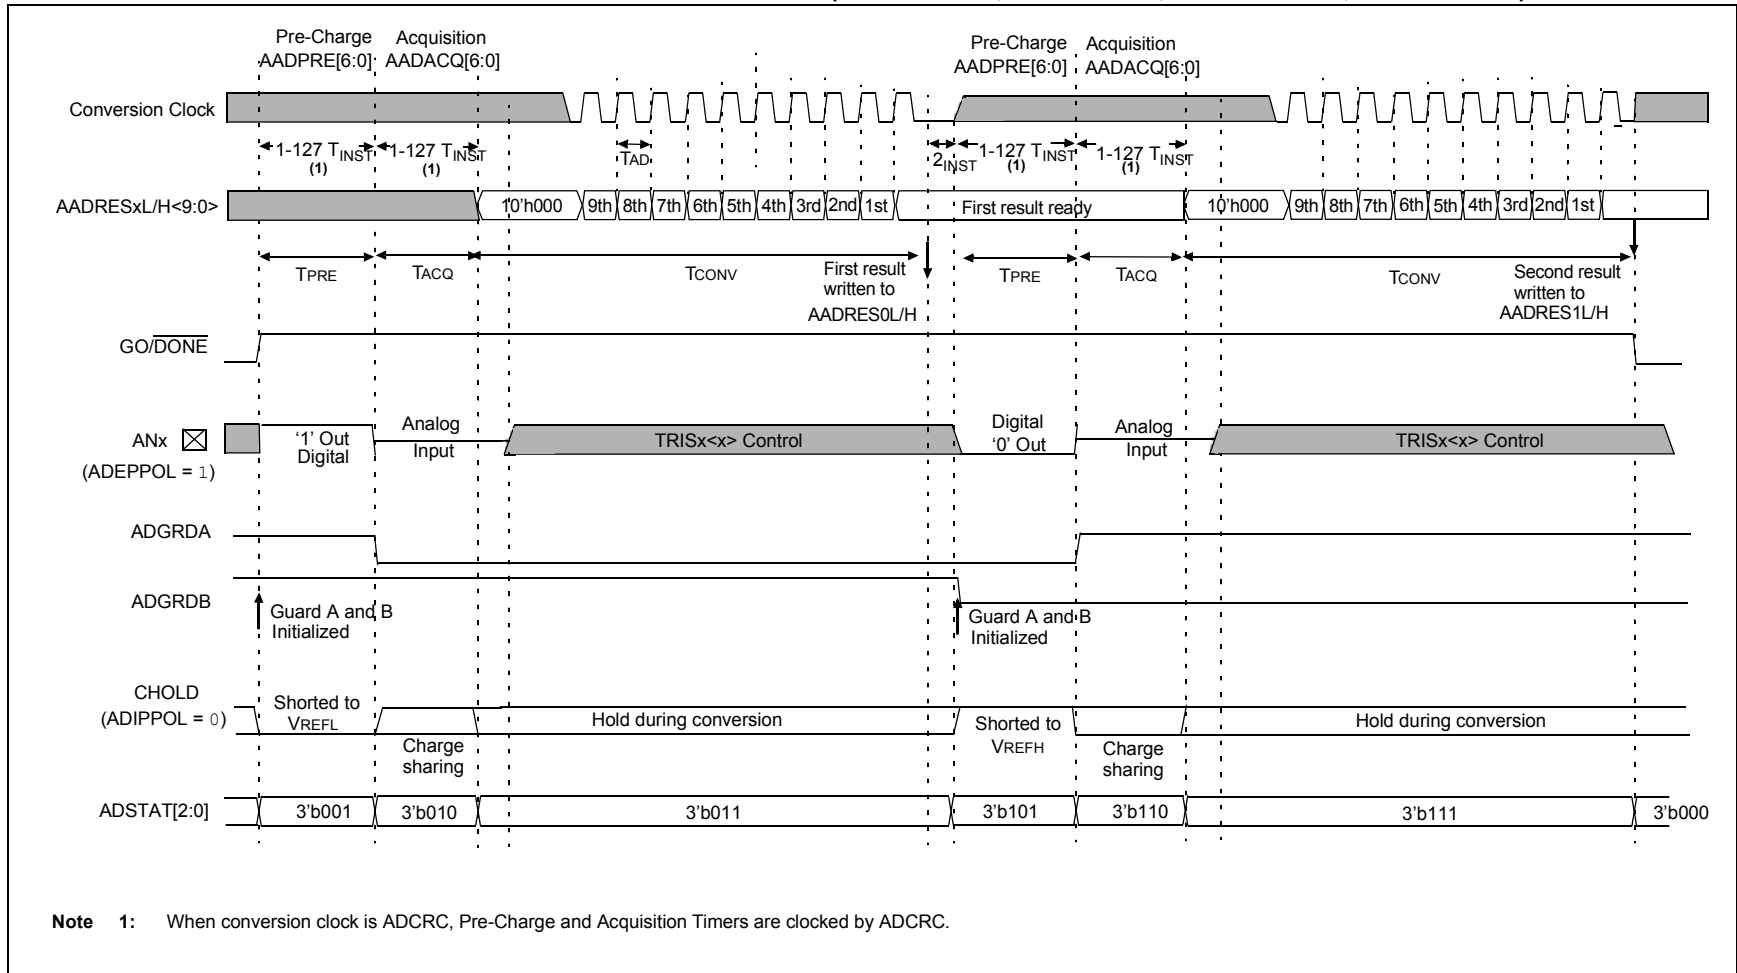 Pre-Charge Acquisition Pre-Charge Acquisition
AADPRE[6:0] AADACQ[6:0] AADPRE[6:0] AADACQ[6:0]
Conversion Clock
1-127 TINST 1-127 TINST TAD 2INST 1-127 TINST 1-127 TINST
(1) (1) (1)
AADRESxL/H<9:0> 10'h000 9th 8th 7th 6th 5th 4th 3rd 2nd 1st First result ready 10'h000 9th 8th 7th 6th 5th 4th 3rd 2nd 1st
TPRE TACQ TCONV First result TPRE TACQ TCONV Second result
written to written to
AADRES0L/H AADRES1L/H
GO/DONE
ANx '1' Out Analog TRISx<x> Control Digital Analog TRISx<x> Control
Digital Input '0' Out Input
(ADEPPOL = 1)
ADGRDA
ADGRDB
Guard A and B Guard A and B
Initialized Initialized
CHOLD
(ADIPPOL = 0) Shorted to Hold during conversion Shorted to Hold during conversion
VREFL VREFH
Charge Charge
sharing sharing
ADSTAT[2:0] 3'b001 3'b010 3'b011 3'b101 3'b110 3'b111 3'b000
Note 1: When conversion clock is ADCRC, Pre-Charge and Acquisition Timers are clocked by ADCRC.